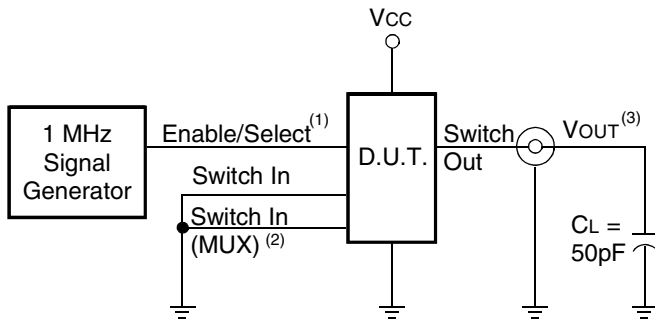 VCC
1 MHz
Signal
Generator
Enable/Select(1)
Switch In
Switch In
(MUX) (2)
D.U.T.
Switch
Out
VOUT(3)
CL =
50pF